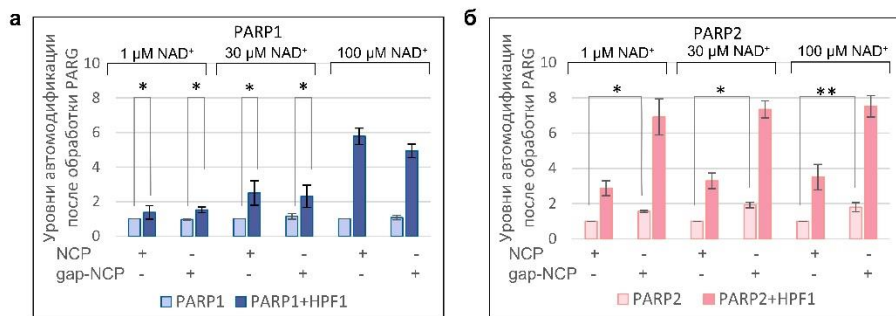 а
PARP1
1 µM NAD⁺ 30 µM NAD⁺ 100 µM NAD⁺
Уровни автомодификации
после обработки PARG
10
8
6
4
2
0
* * * *
NCP + - + - + -
gap-NCP - + - + - +
PARP1 PARP1+HPF1
б
PARP2
1 µM NAD⁺ 30 µM NAD⁺ 100 µM NAD⁺
Уровни автомодификации
после обработки PARG
10
8
6
4
2
0
* * **
NCP + - + - + -
gap-NCP - + - + - +
PARP2 PARP2+HPF1